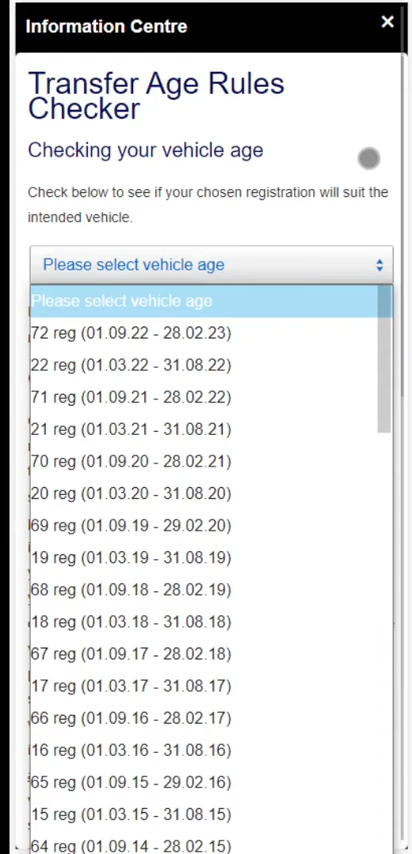 Information Centre
×
Transfer Age Rules
Checker
Checking your vehicle age
Check below to see if your chosen registration will suit the
intended vehicle.
Please select vehicle age
Please select vehicle age
72 reg (01.09.22 - 28.02.23)
22 reg (01.03.22 - 31.08.22)
71 reg (01.09.21 - 28.02.22)
21 reg (01.03.21 - 31.08.21)
70 reg (01.09.20 - 28.02.21)
20 reg (01.03.20 - 31.08.20)
69 reg (01.09.19 - 29.02.20)
19 reg (01.03.19 - 31.08.19)
68 reg (01.09.18 - 28.02.19)
18 reg (01.03.18 - 31.08.18)
67 reg (01.09.17 - 28.02.18)
17 reg (01.03.17 - 31.08.17)
66 reg (01.09.16 - 28.02.17)
16 reg (01.03.16 - 31.08.16)
65 reg (01.09.15 - 29.02.16)
15 reg (01.03.15 - 31.08.15)
64 reg (01.09.14 - 28.02.15)